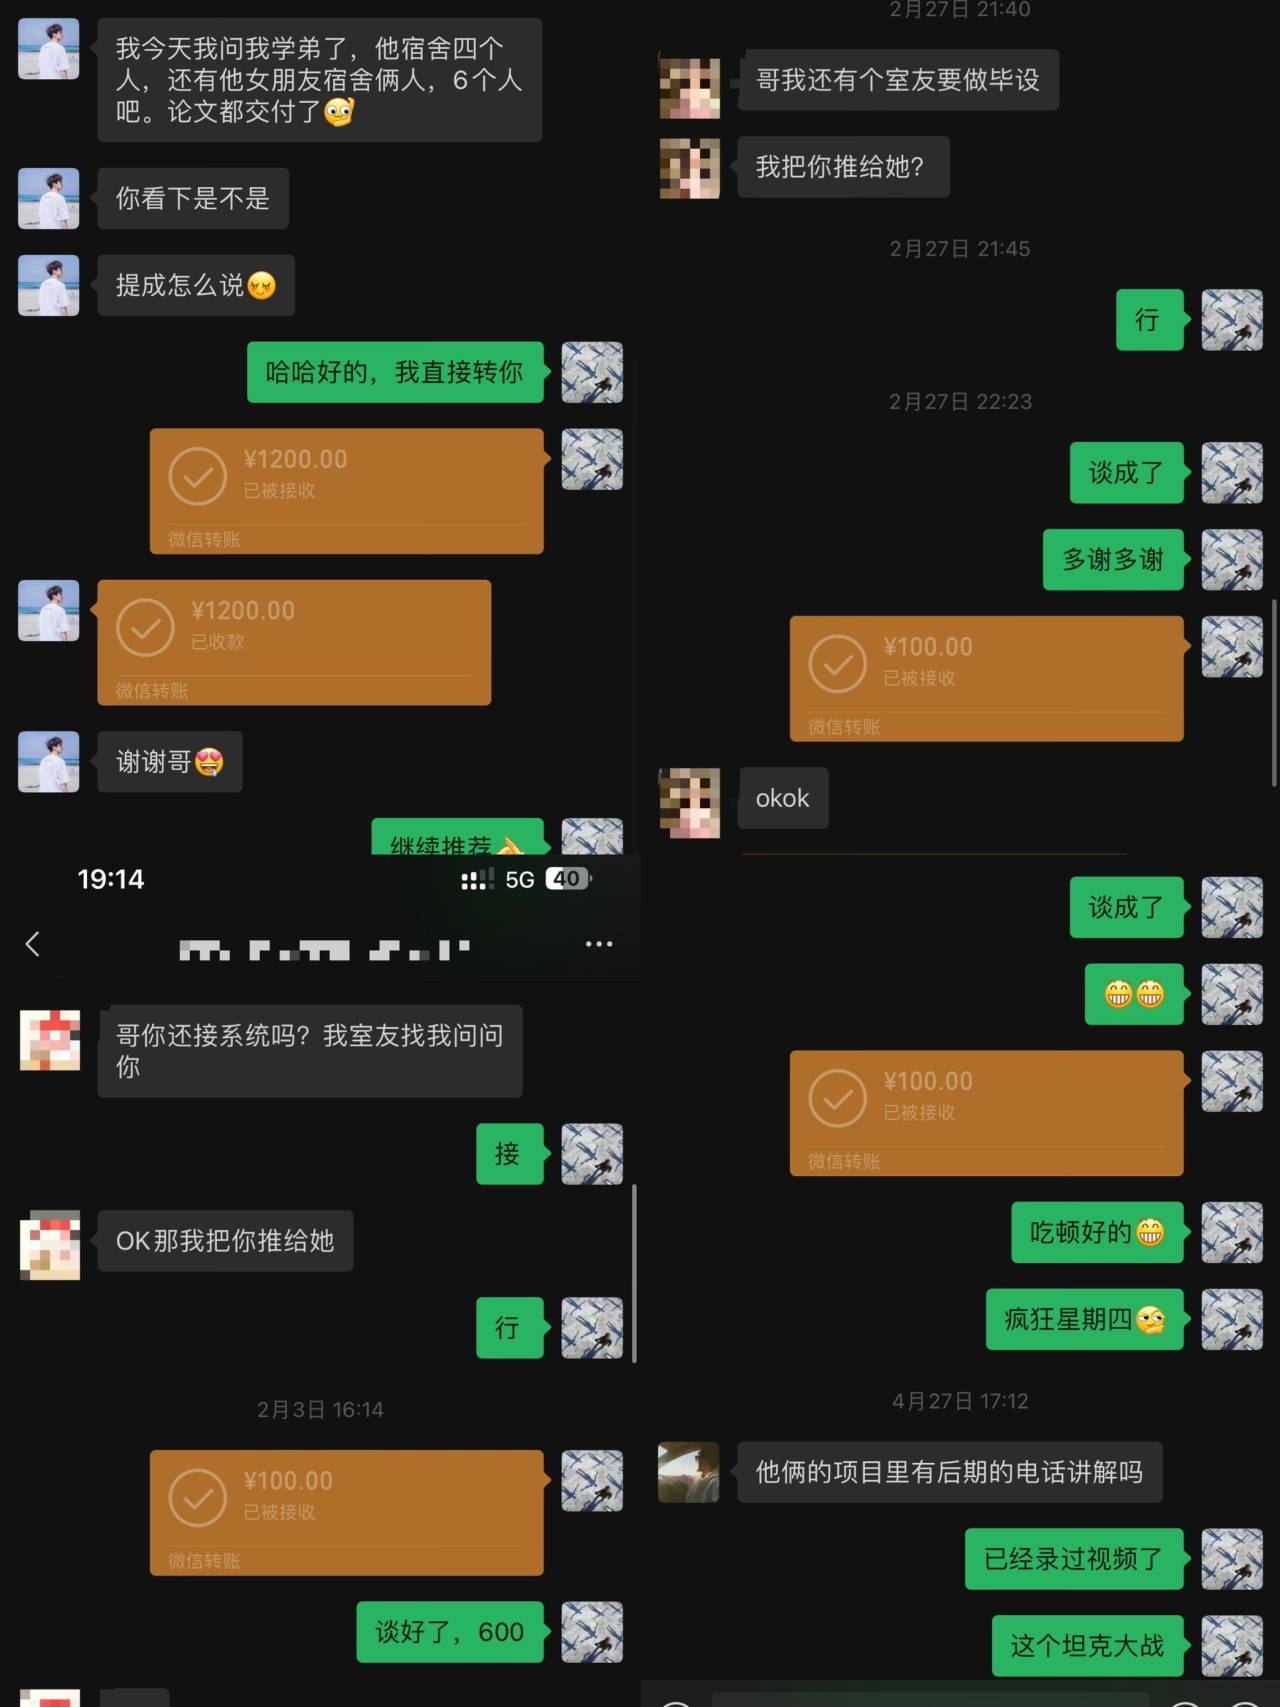 我今天我问我学弟了，他宿舍四个
人，还有他女朋友宿舍俩人，6个人
吧。论文都交付了
你看下是不是
提成怎么说
哈哈好的，我直接转你
¥1200.00
已被接收
微信转账
¥1200.00
已收款
微信转账
谢谢哥
继续推荐
19:14
5G
40
哥你还接系统吗？我室友找我问问
你
接
OK那我把你推给她
行
2月3日 16:14
¥100.00
已被接收
微信转账
谈好了，600
2月27日 21:40
哥我还有个室友要做毕设
我把你推给她？
2月27日 21:45
行
2月27日 22:23
谈成了
多谢多谢
¥100.00
已被接收
微信转账
okok
谈成了
¥100.00
已被接收
微信转账
吃顿好的
疯狂星期四
4月27日 17:12
他俩的项目里有后期的电话讲解吗
已经录过视频了
这个坦克大战